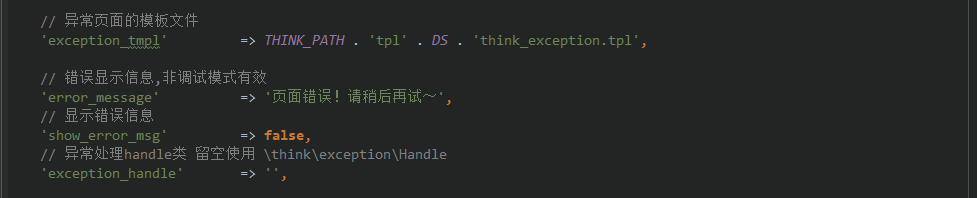 // 异常页面的模板文件
'exception_tmpl' => THINK_PATH . 'tpl' . DS . 'think_exception.tpl',
// 错误显示信息,非调试模式有效
'error_message' => '页面错误！请稍后再试～',
// 显示错误信息
'show_error_msg' => false,
// 异常处理handle类 留空使用 \think\exception\Handle
'exception_handle' => '',